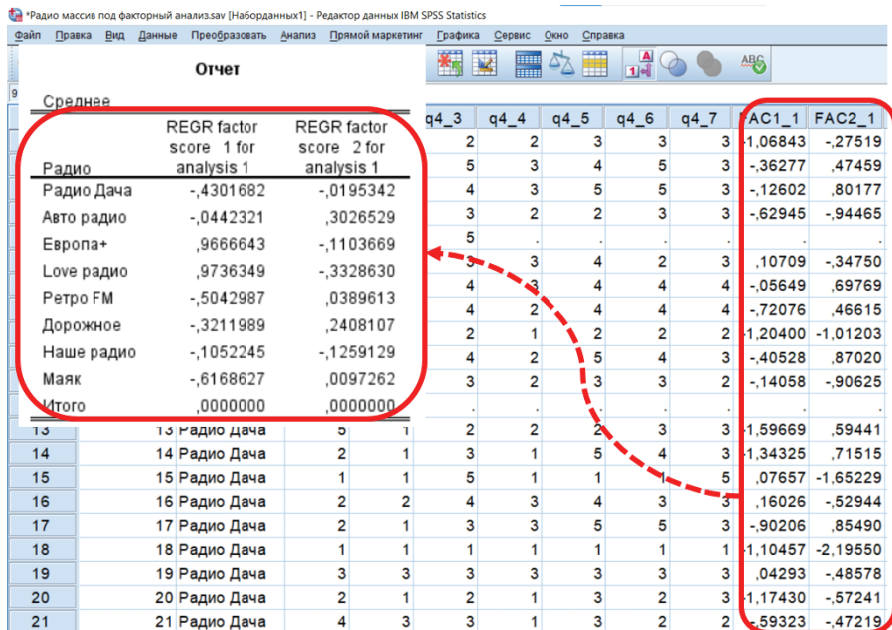 *Радио массив под факторный анализ.sav [Наборданных1] - Редактор данных IBM SPSS Statistics
Файл Правка Вид Данные Преобразовать Анализ Прямой маркетинг Графика Сервис Окно Справка
Отчет
Среднее
Радио REGR factor score 1 for analysis 1 REGR factor score 2 for analysis 1
Радио Дача -,4301682 -,0195342
Авто радио -,0442321 ,3026529
Европа+ ,9666643 -,1103669
Love радио ,9736349 -,3328630
Ретро FM -,5042987 ,0389613
Дорожное -,3211989 ,2408107
Наше радио -,1052245 -,1259129
Маяк -,6168627 ,0097262
Итого ,0000000 ,0000000
q4_3 q4_4 q4_5 q4_6 q4_7 FAC1_1 FAC2_1
2 2 3 3 3 -1,06843 -,27519
5 3 4 5 3 -,36277 ,47459
4 3 5 5 3 -,12602 ,80177
3 2 2 3 3 -,62945 -,94465
5 . . . . .
3 3 4 2 3 ,10709 -,34750
4 3 4 4 4 -,05649 ,69769
4 2 4 4 4 -,72076 ,46615
2 1 2 2 2 -1,20400 -1,01203
4 2 5 4 3 -,40528 ,87020
3 2 3 3 2 -,14058 -,90625
. . . . . . .
13 13 Радио Дача 5 1 2 2 2 3 3 -1,59669 ,59441
14 14 Радио Дача 2 1 3 1 5 4 3 -1,34325 ,71515
15 15 Радио Дача 1 1 5 1 1 1 5 ,07657 -1,65229
16 16 Радио Дача 2 2 4 3 4 3 3 ,16026 -,52944
17 17 Радио Дача 2 1 3 3 5 5 3 -,90206 ,85490
18 18 Радио Дача 1 1 1 1 1 1 1 -1,10457 -2,19550
19 19 Радио Дача 3 3 3 3 3 3 3 ,04293 -,48578
20 20 Радио Дача 2 1 2 1 3 2 3 -1,17430 -,57241
21 21 Радио Дача 4 3 3 1 3 2 2 -,59323 -,47219